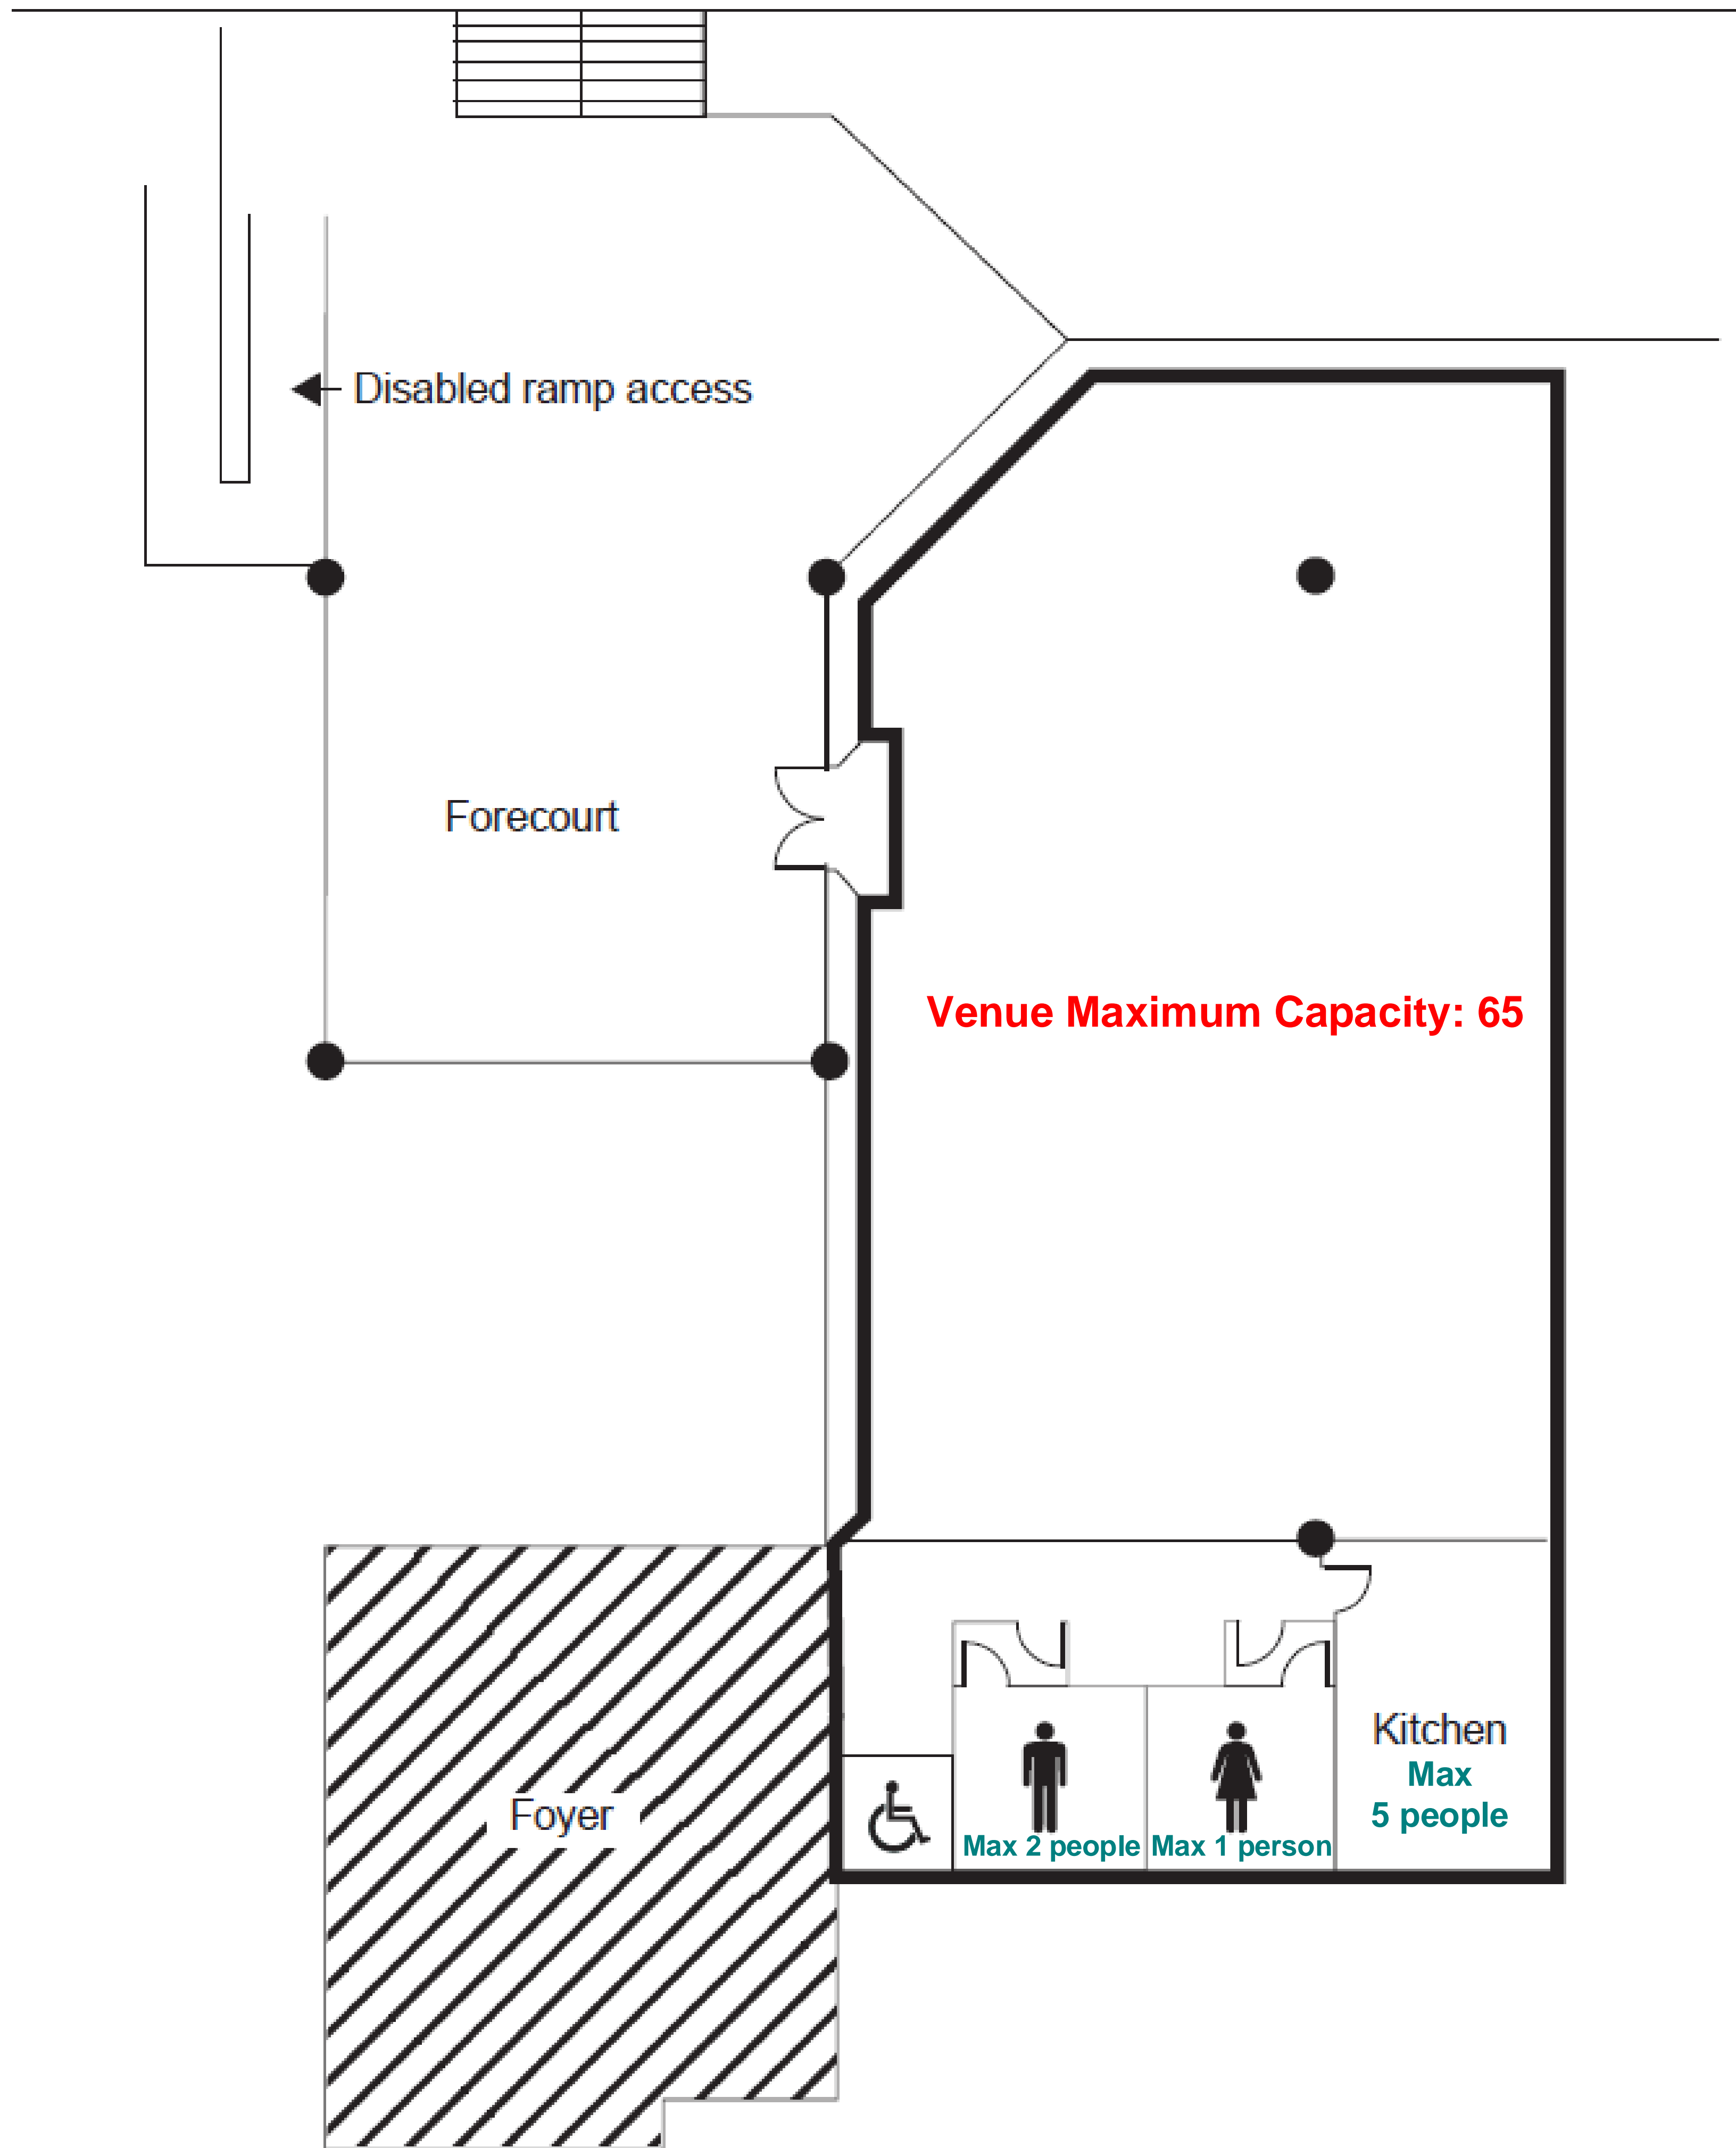 Disabled ramp access
Forecourt
Venue Maximum Capacity: 65
Kitchen
Max
5 people
Foyer
Max 2 people
Max 1 person